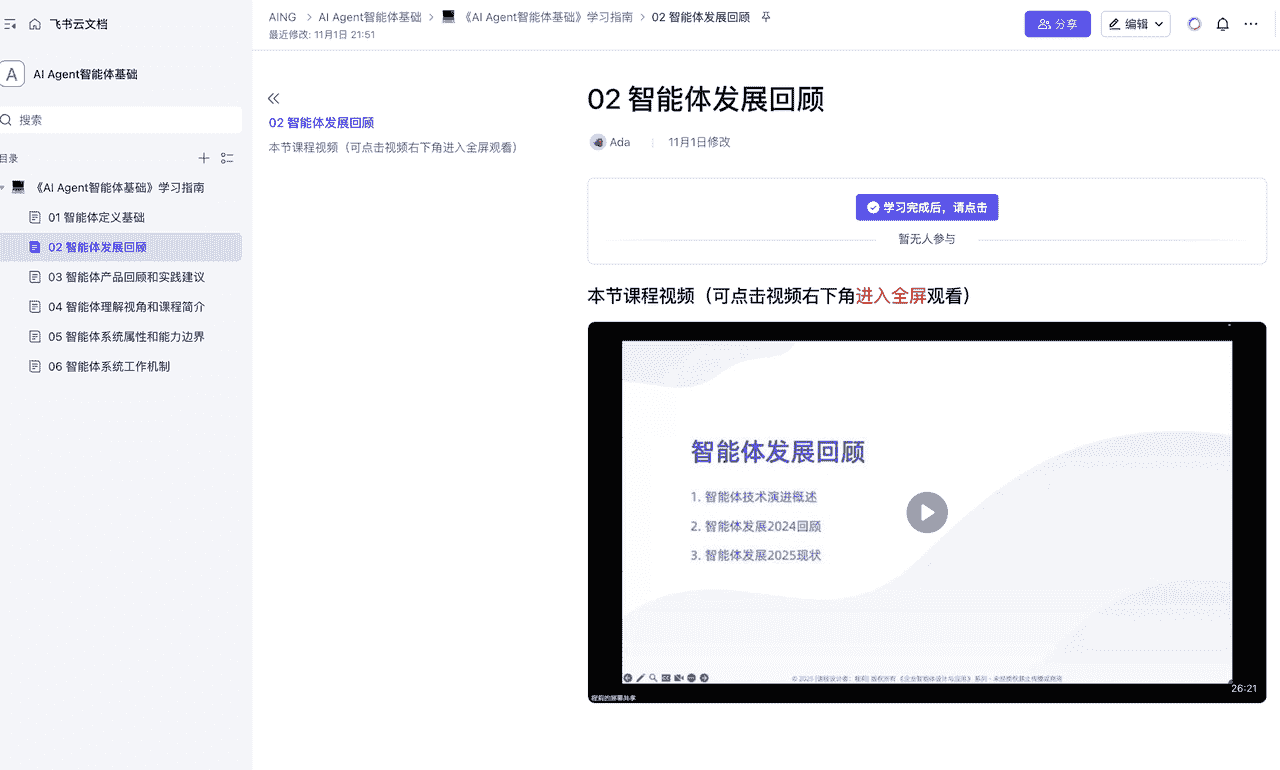 飞书云文档
AI Agent智能体基础
搜索
目录
《AI Agent智能体基础》学习指南
01 智能体定义基础
02 智能体发展回顾
03 智能体产品回顾和实践建议
04 智能体理解视角和课程简介
05 智能体系统属性和能力边界
06 智能体系统工作机制
AING > AI Agent智能体基础 > 《AI Agent智能体基础》学习指南 > 02 智能体发展回顾
最近修改: 11月1日 21:51
分享
编辑
02 智能体发展回顾
本节课程视频（可点击视频右下角进入全屏观看）
02 智能体发展回顾
Ada
11月1日修改
学习完成后，请点击
暂无人参与
本节课程视频（可点击视频右下角进入全屏观看）
智能体发展回顾
1. 智能体技术演进概述
2. 智能体发展2024回顾
3. 智能体发展2025现状
26:21